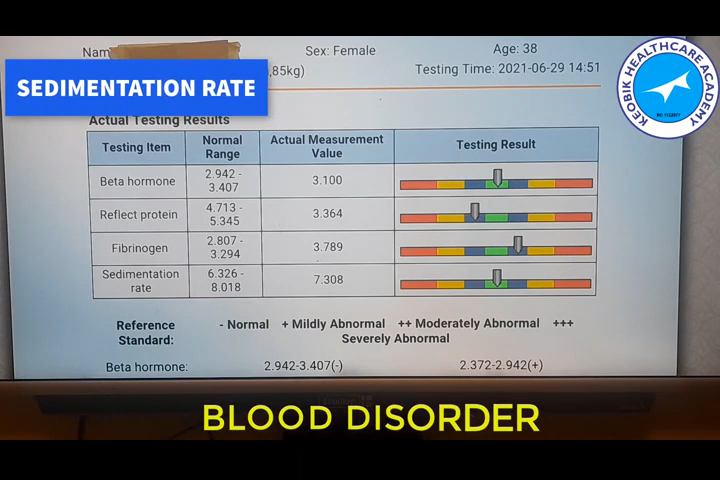 Nam
Sex: Female
Age: 38
,85kg)
Testing Time: 2021-06-29 14:51
SEDIMENTATION RATE
KEOBIK HEALTHCARE ACADEMY
Actual Testing Results
Testing Item
Normal Range
Actual Measurement Value
Testing Result
Beta hormone
2.942 - 3.407
3.100
Reflect protein
4.713 - 5.345
3.364
Fibrinogen
2.807 - 3.294
3.789
Sedimentation rate
6.326 - 8.018
7.308
Reference Standard:
- Normal + Mildly Abnormal ++ Moderately Abnormal +++
Severely Abnormal
Beta hormone:
2.942-3.407(-)
2.372-2.942(+)
BLOOD DISORDER